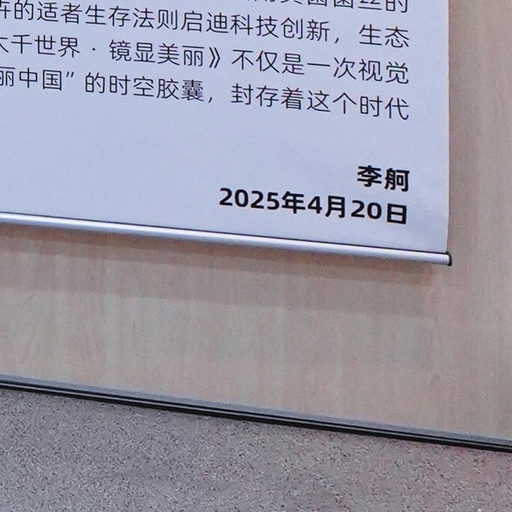 的适者生存法则启迪科技创新，生态
大千世界·镜显美丽》不仅是一次视觉
丽中国”的时空胶囊，封存着这个时代
李舸
2025年4月20日